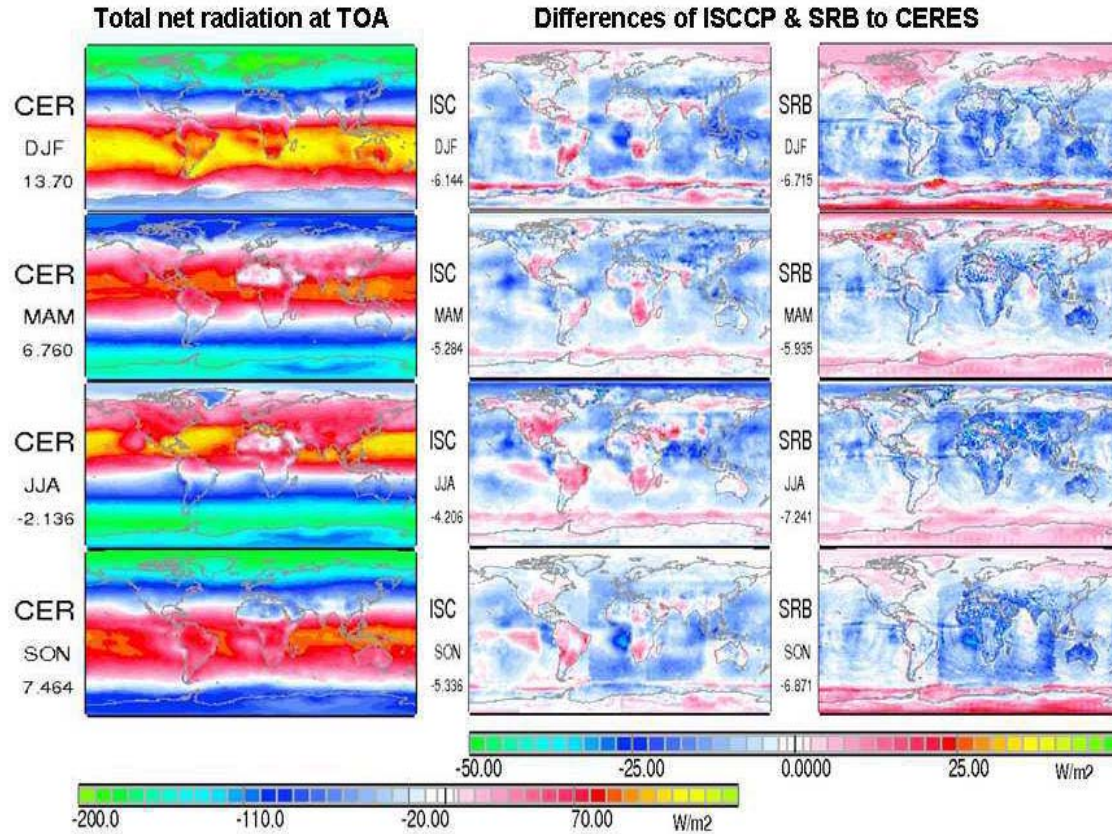 Total net radiation at TOA
Differences of ISCCP & SRB to CERES
CER
DJF
13.70
ISC
DJF
-6.144
SRB
DJF
-6.715
CER
MAM
6.760
ISC
MAM
-5.284
SRB
MAM
-5.935
CER
JJA
-2.136
ISC
JJA
-4.206
SRB
JJA
-7.241
CER
SON
7.464
ISC
SON
-5.336
SRB
SON
-6.871
-50.00 -25.00 0.0000 25.00 W/m2
-200.0 -110.0 -20.00 70.00 W/m2